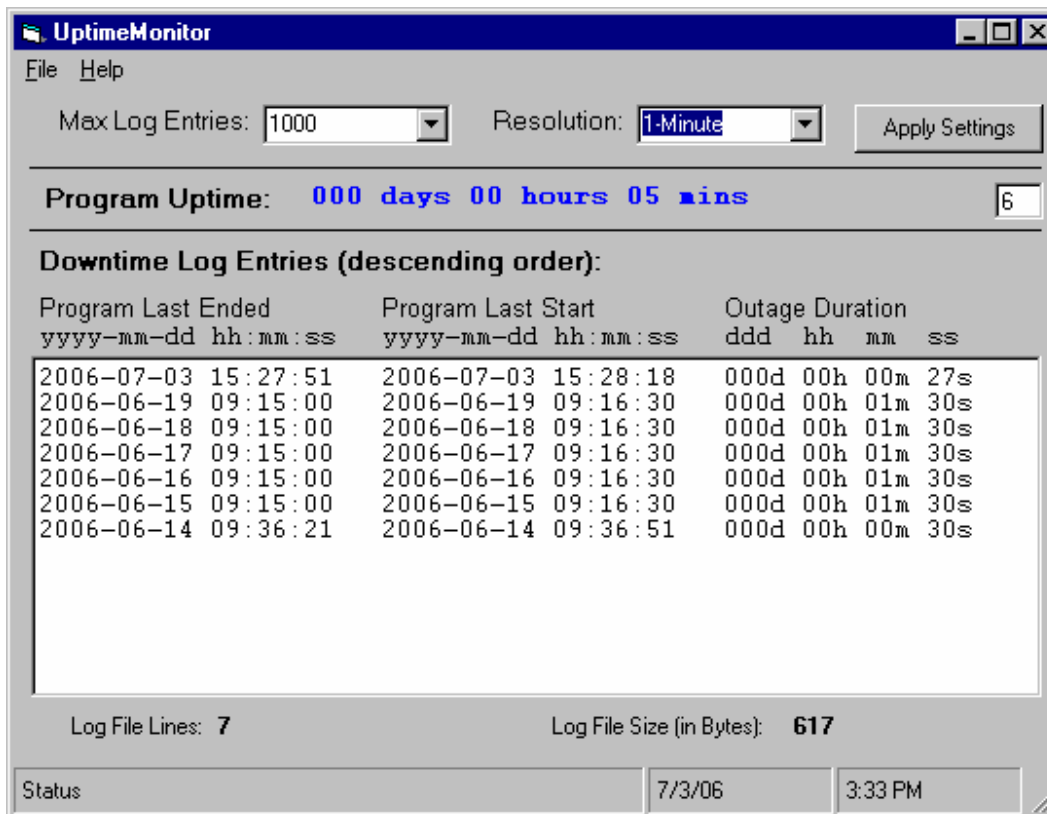 UptimeMonitor
File Help
Max Log Entries: 1000 Resolution: 1-Minute Apply Settings
Program Uptime: 000 days 00 hours 05 mins 6
Downtime Log Entries (descending order):
Program Last Ended Program Last Start Outage Duration
yyyy-mm-dd hh:mm:ss yyyy-mm-dd hh:mm:ss ddd hh mm ss
2006-07-03 15:27:51 2006-07-03 15:28:18 000d 00h 00m 27s
2006-06-19 09:15:00 2006-06-19 09:16:30 000d 00h 01m 30s
2006-06-18 09:15:00 2006-06-18 09:16:30 000d 00h 01m 30s
2006-06-17 09:15:00 2006-06-17 09:16:30 000d 00h 01m 30s
2006-06-16 09:15:00 2006-06-16 09:16:30 000d 00h 01m 30s
2006-06-15 09:15:00 2006-06-15 09:16:30 000d 00h 01m 30s
2006-06-14 09:36:21 2006-06-14 09:36:51 000d 00h 00m 30s
Log File Lines: 7 Log File Size (in Bytes): 617
Status 7/3/06 3:33 PM